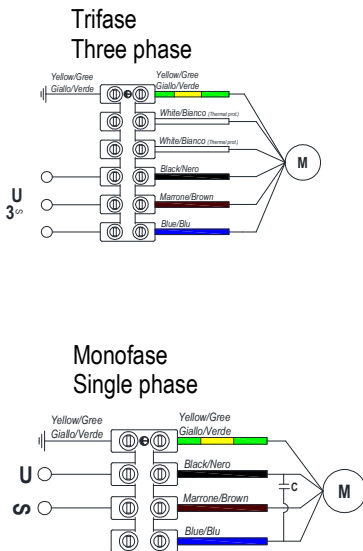 Trifase
Three phase
Yellow/Gree
Giallo/Verde
Yellow/Gree
Giallo/Verde
White/Bianco (Thermal prot.)
White/Bianco (Thermal prot.)
Black/Nero
U
3∾
Marrone/Brown
Blue/Blu
M
Monofase
Single phase
Yellow/Gree
Giallo/Verde
Yellow/Gree
Giallo/Verde
U
Black/Nero
C
M
∾
Marrone/Brown
Blue/Blu